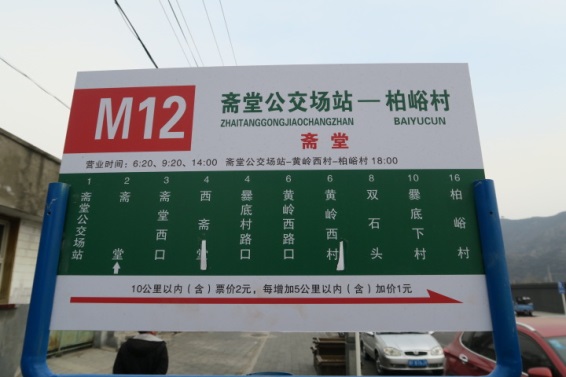 M12
斋堂公交场站 — 柏峪村
ZHAITANGGONGJIAOCHANGZHAN BAIYUCUN
斋堂
营业时间：6:20、9:20、14:00 斋堂公交场站–黄岭西村–柏峪村 18:00
1 斋堂公交场站
2 斋堂
3 斋堂西口
4 西斋堂
4 爨底村路口
6 黄岭西路口
6 黄岭西村
8 双石头
10 爨底下村
16 柏峪村
10公里以内（含）票价2元，每增加5公里以内（含）加价1元